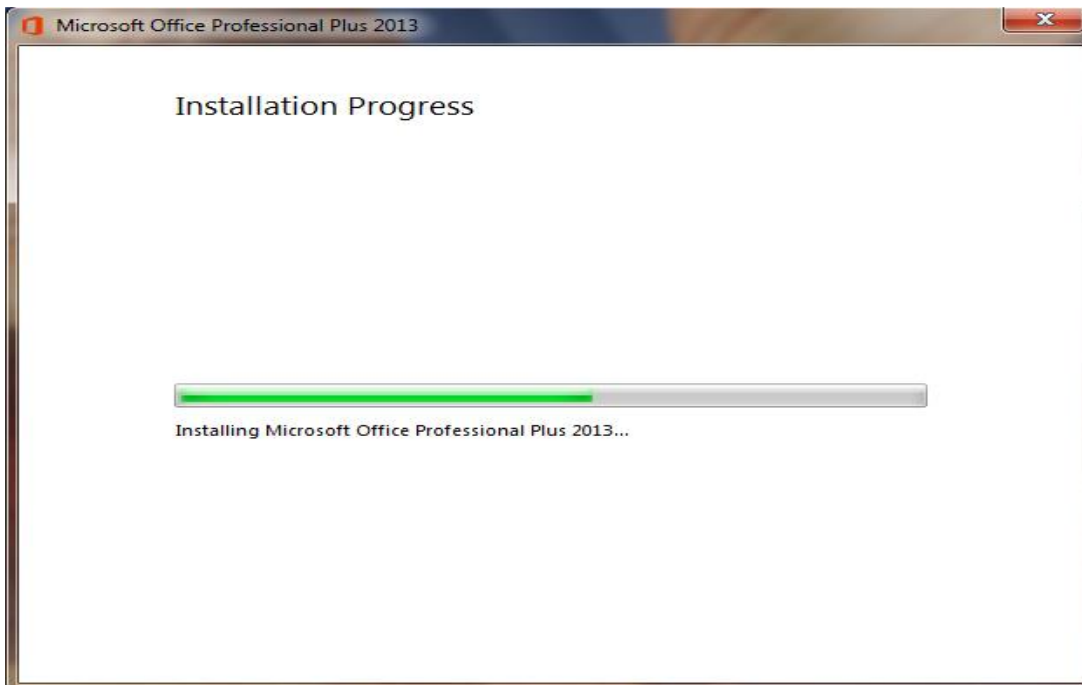 Microsoft Office Professional Plus 2013
Installation Progress
Installing Microsoft Office Professional Plus 2013...